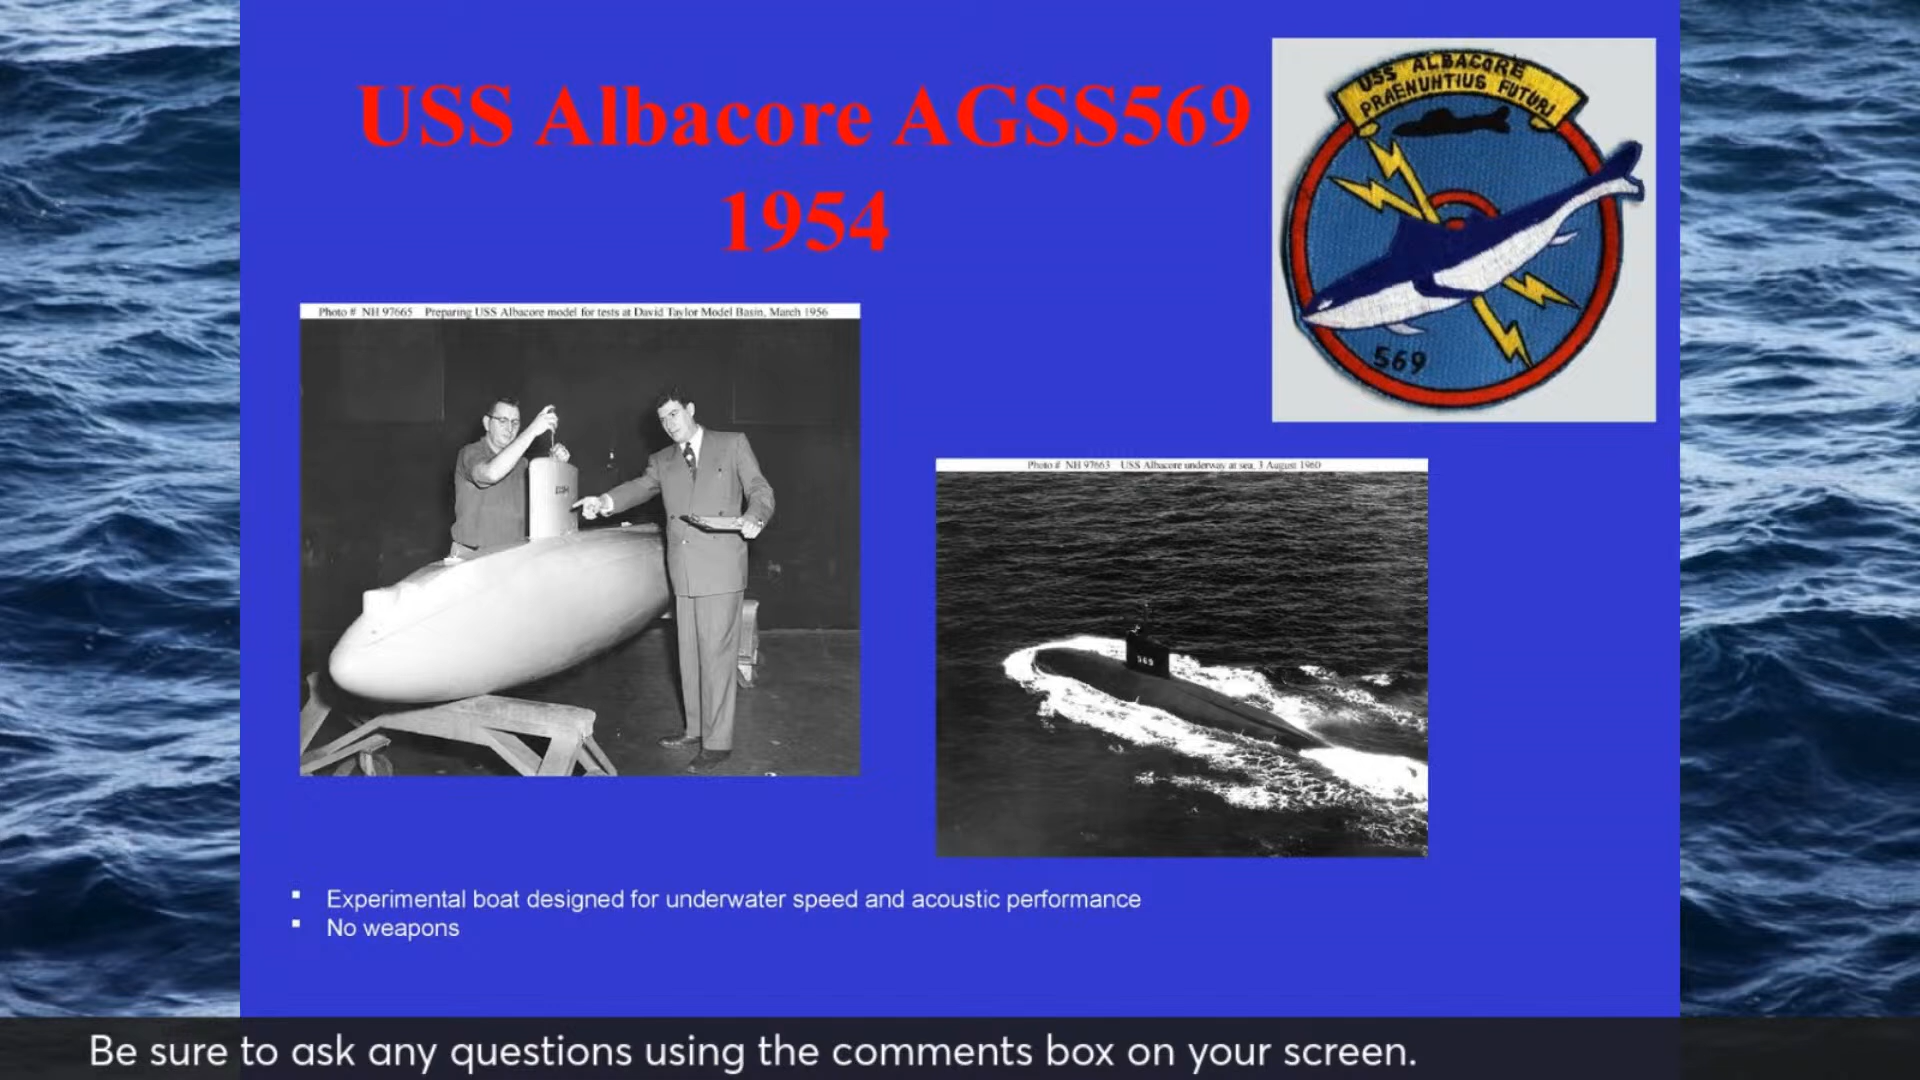 USS Albacore AGSS569
1954
USS ALBACORE
PRAENUNTIUS FUTURI
569
Photo # NH 97665 Preparing USS Albacore model for tests at David Taylor Model Basin, March 1956
Photo # NH 97663 USS Albacore underway at sea, 3 August 1960
569
▪ Experimental boat designed for underwater speed and acoustic performance
▪ No weapons
Be sure to ask any questions using the comments box on your screen.